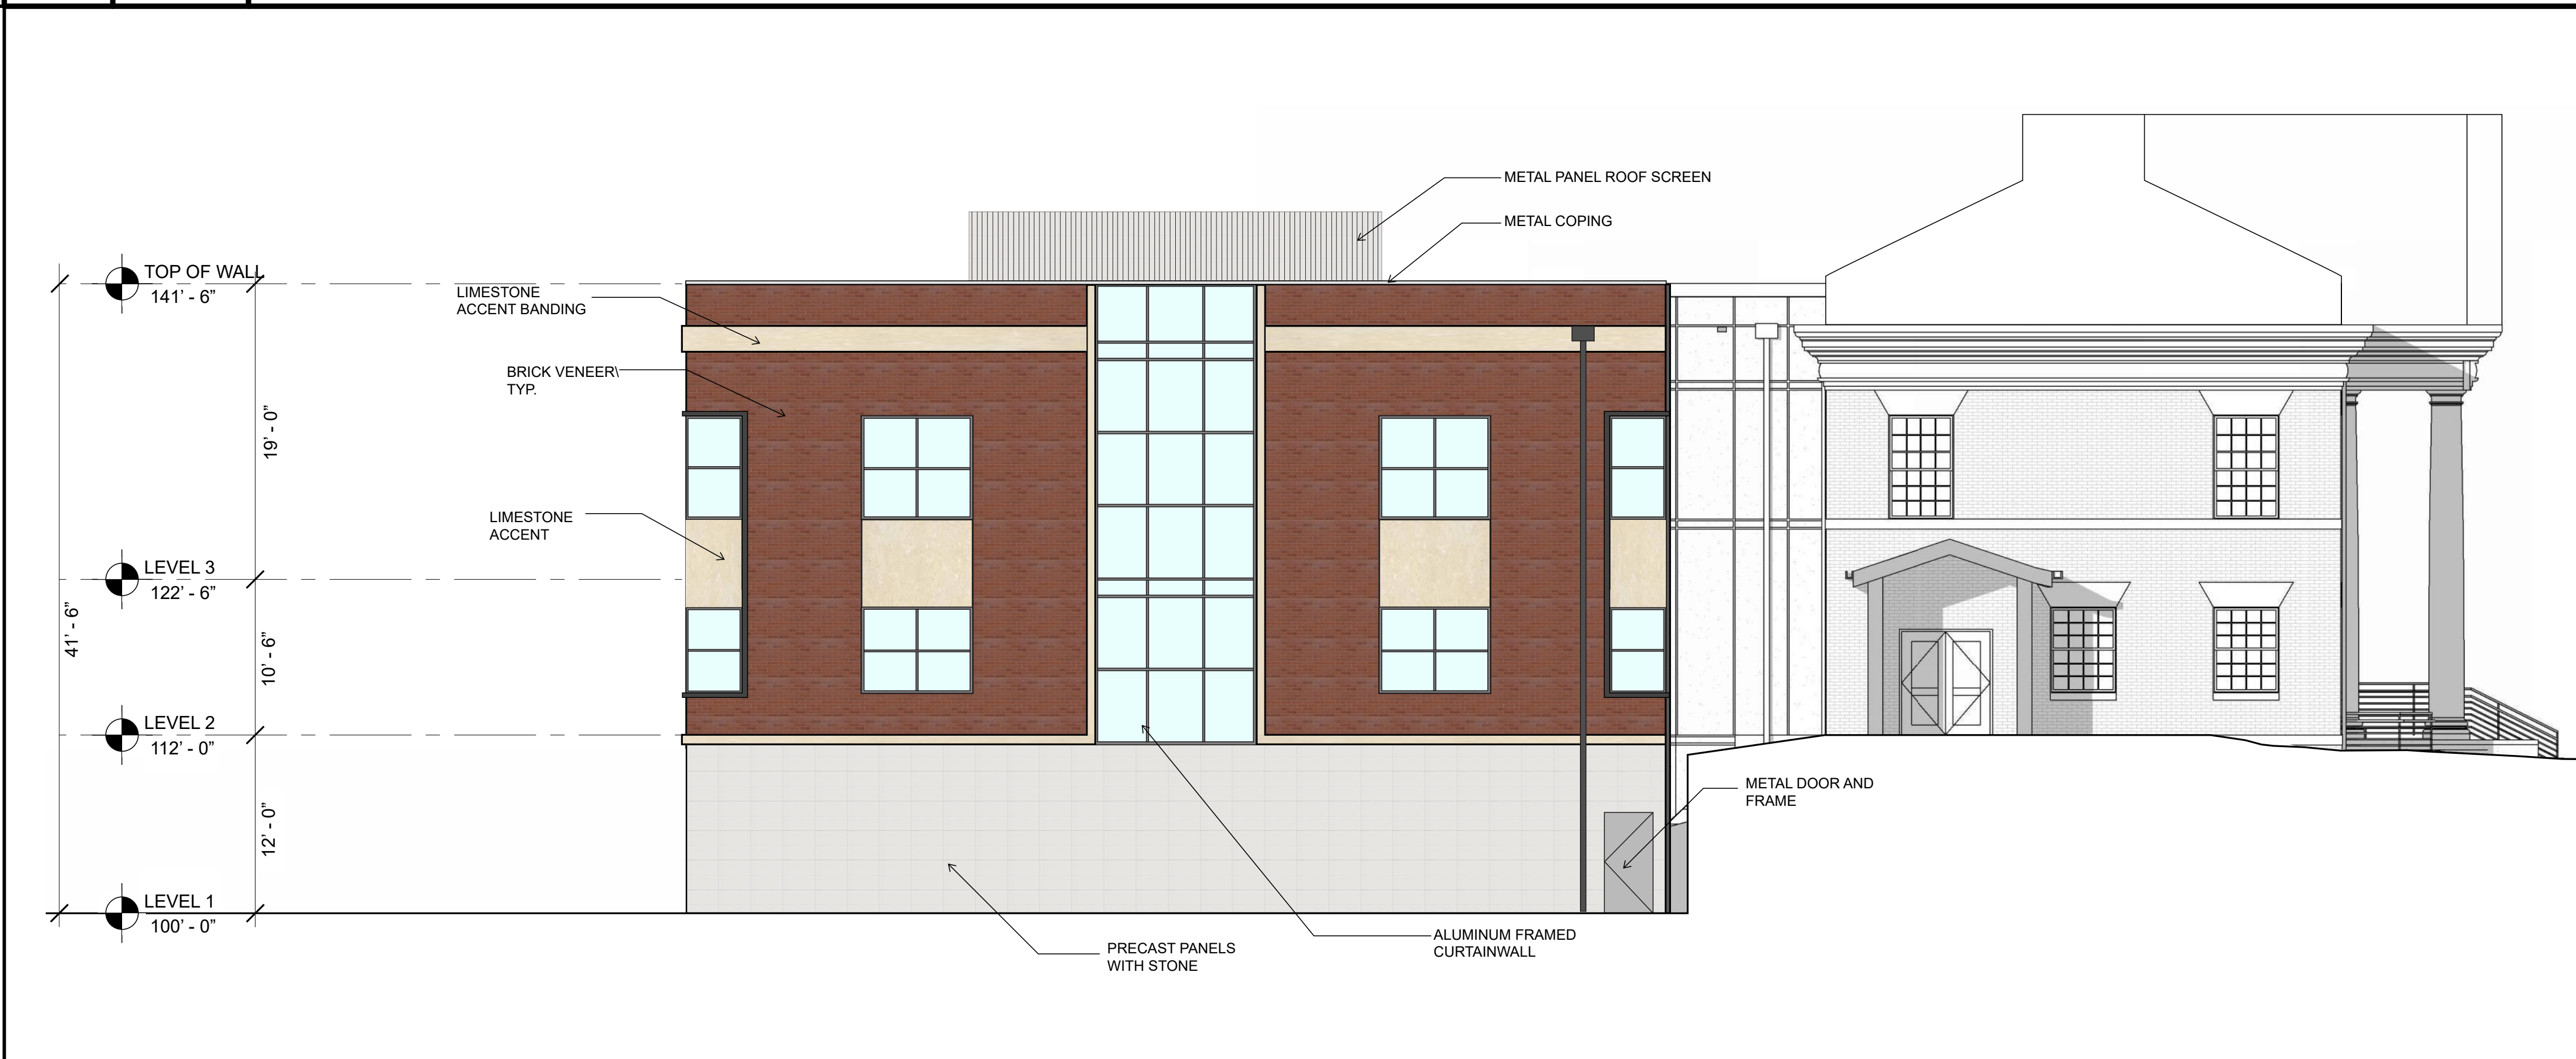 METAL PANEL ROOF SCREEN
METAL COPING
TOP OF WALL
141’ - 6”
LIMESTONE
ACCENT BANDING
BRICK VENEER\
TYP.
19’ - 0”
LIMESTONE
ACCENT
LEVEL 3
122’ - 6”
41’ - 6”
10’ - 6”
LEVEL 2
112’ - 0”
METAL DOOR AND
FRAME
12’ - 0”
LEVEL 1
100’ - 0”
PRECAST PANELS
WITH STONE
ALUMINUM FRAMED
CURTAINWALL